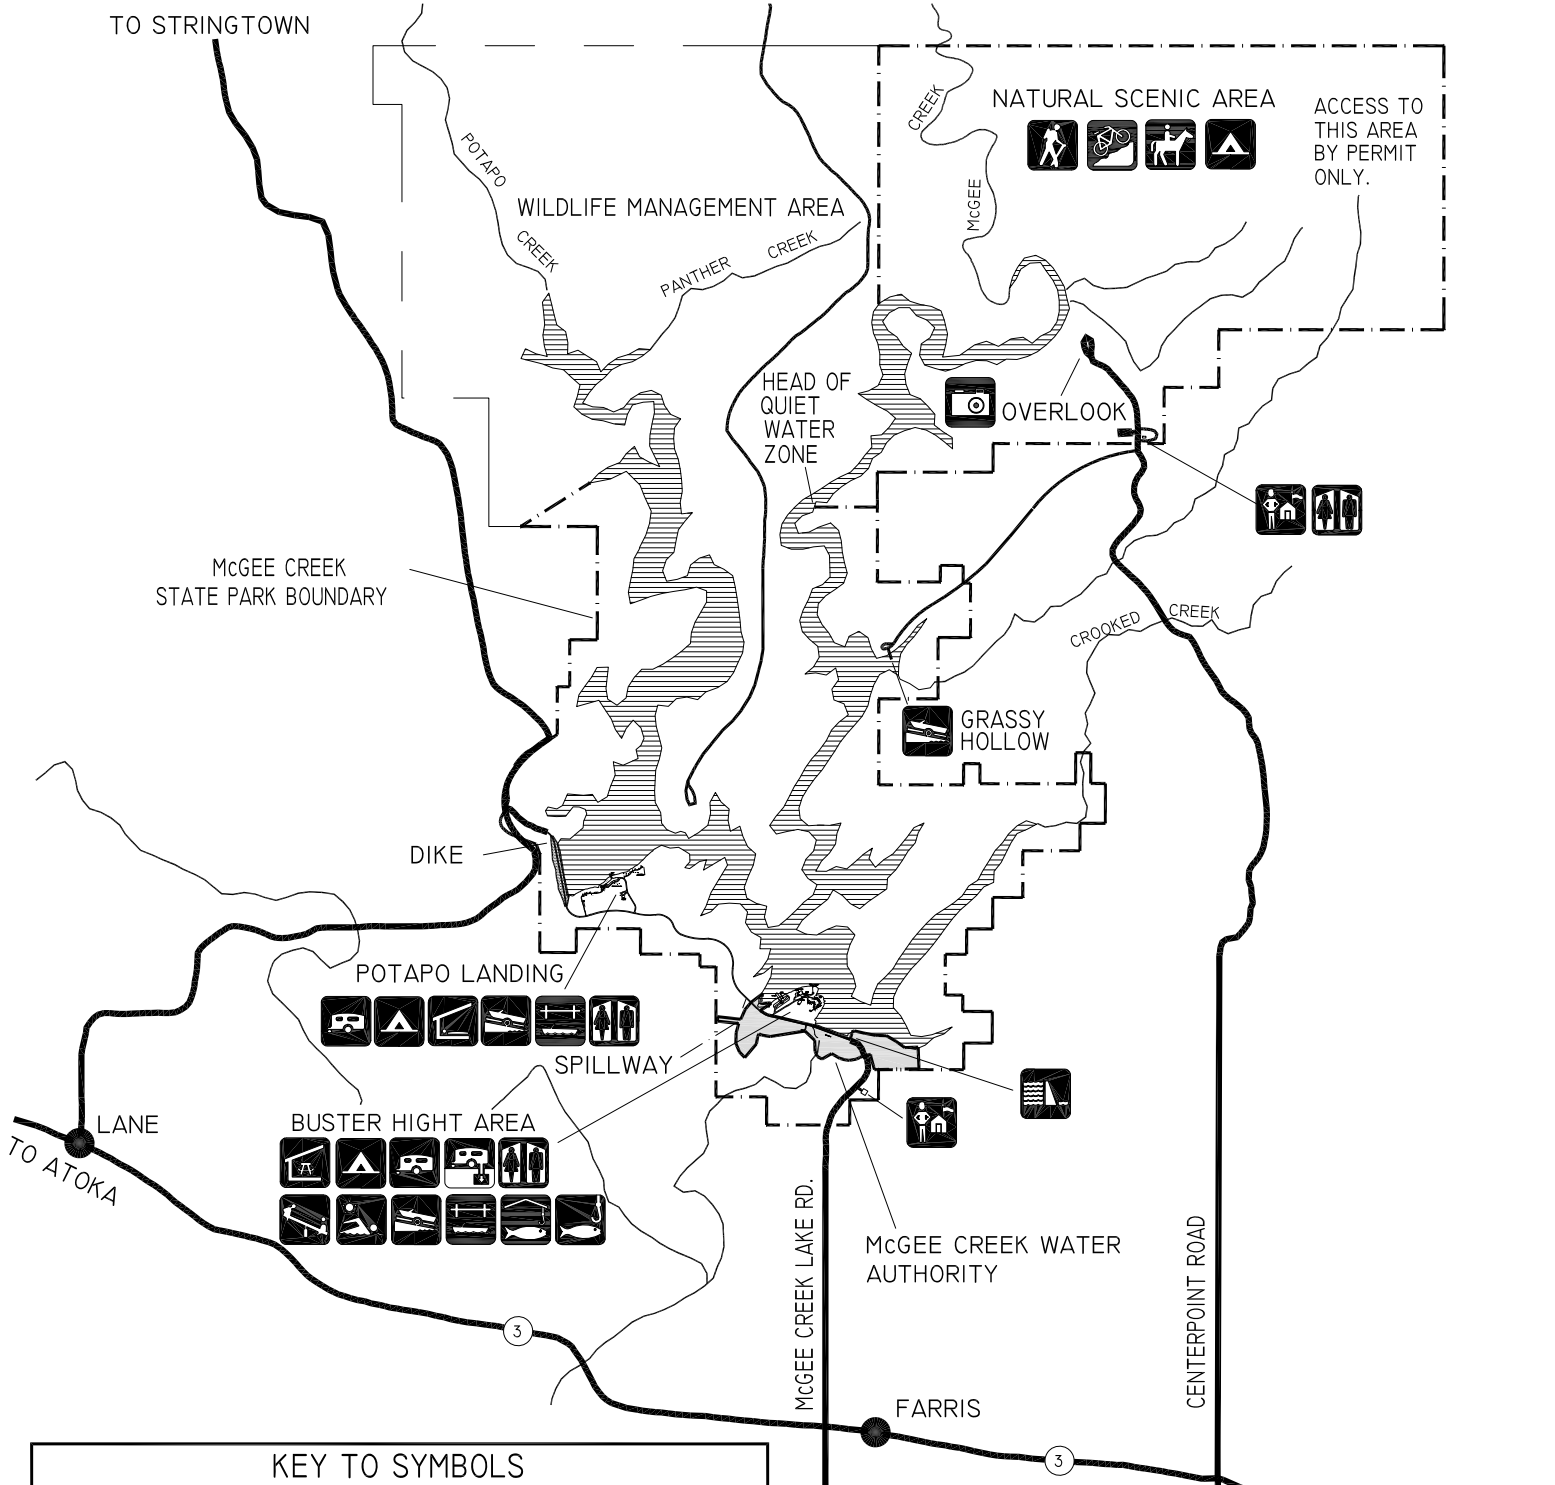 TO STRINGTOWN
NATURAL SCENIC AREA
ACCESS TO
THIS AREA
BY PERMIT
ONLY.
CREEK
McGEE
POTAPO
CREEK
WILDLIFE MANAGEMENT AREA
PANTHER CREEK
HEAD OF
QUIET
WATER
ZONE
OVERLOOK
McGEE CREEK
STATE PARK BOUNDARY
CROOKED CREEK
GRASSY
HOLLOW
DIKE
POTAPO LANDING
SPILLWAY
BUSTER HIGHT AREA
LANE
TO ATOKA
McGEE CREEK WATER
AUTHORITY
McGEE CREEK LAKE RD.
CENTERPOINT ROAD
3
FARRIS
3
KEY TO SYMBOLS